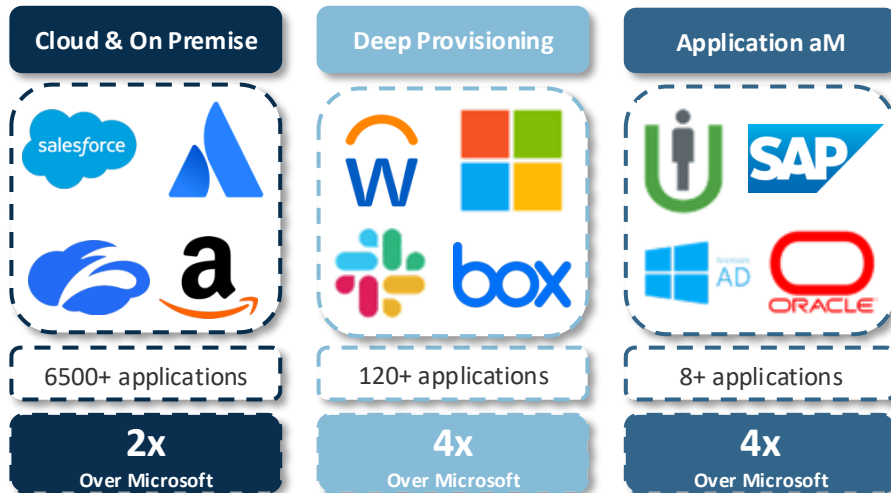 Cloud & On Premise
Deep Provisioning
Application aM
salesforce
W
U
SAP
a
box
AD
ORACLE
6500+ applications
120+ applications
8+ applications
2x
Over Microsoft
4x
Over Microsoft
4x
Over Microsoft